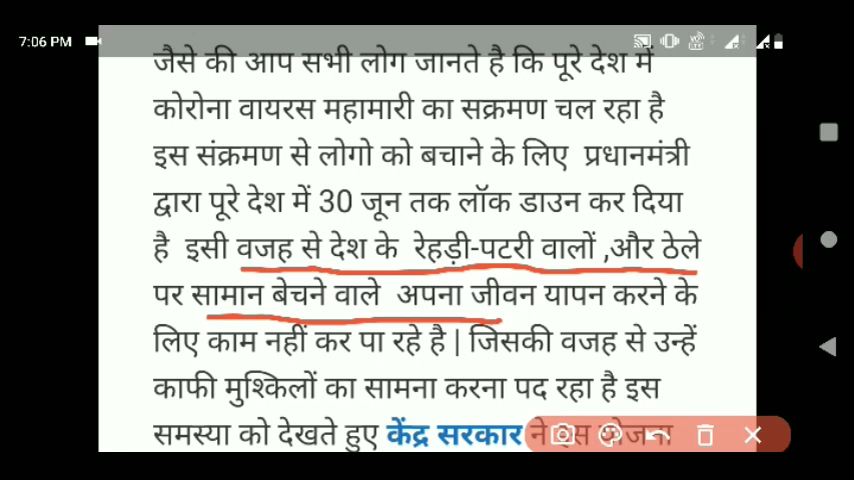 7:06 PM
जैसे की आप सभी लोग जानते है कि पूरे देश में
कोरोना वायरस महामारी का सक्रमण चल रहा है
इस संक्रमण से लोगो को बचाने के लिए प्रधानमंत्री
द्वारा पूरे देश में 30 जून तक लॉक डाउन कर दिया
है इसी वजह से देश के रेहड़ी-पटरी वालों ,और ठेले
पर सामान बेचने वाले अपना जीवन यापन करने के
लिए काम नहीं कर पा रहे है | जिसकी वजह से उन्हें
काफी मुश्किलों का सामना करना पद रहा है इस
समस्या को देखते हुए केंद्र सरकार ने इस योजना